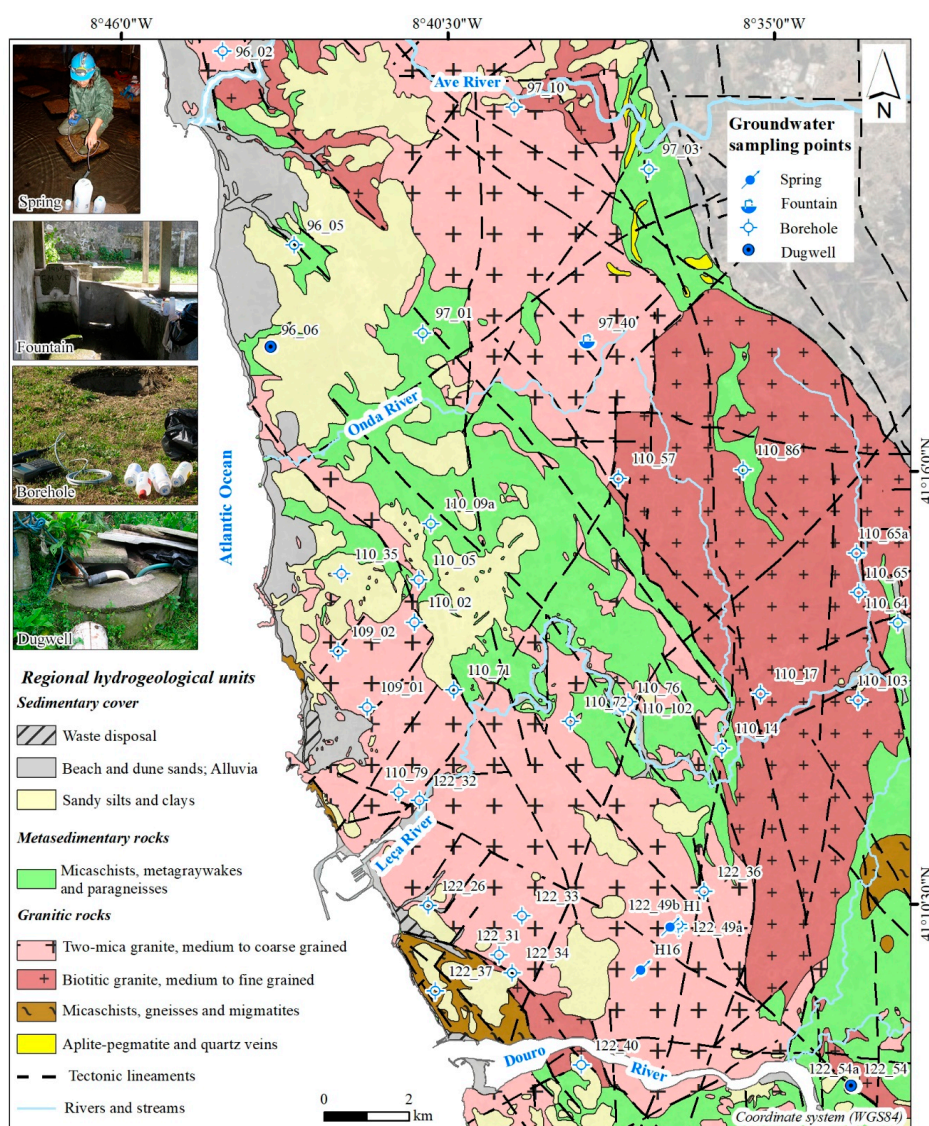 8°46'0"W
8°40'30"W
8°35'0"W
96_02
Ave River
97_10
97_03
N
Groundwater
sampling points
Spring
Fountain
Borehole
Dugwell
Spring
96_05
Fountain
96_06
97_01
97_40
Onda River
Borehole
Atlantic Ocean
110_57
110_86
41°16'0"N
110_09a
110_65a
110_35
110_05
110_65
110_02
110_64
Dugwell
109_02
110_71
110_17
110_103
109_01
110_72
110_76
110_102
110_14
110_79
122_32
Leça River
122_36
41°10'30"N
122_26
122_33
122_49b
H1
122_49a
122_31
122_34
H16
122_37
122_40
Douro
River
122_54a
122_54
Regional hydrogeological units
Sedimentary cover
Waste disposal
Beach and dune sands; Alluvia
Sandy silts and clays
Metasedimentary rocks
Micaschists, metagraywakes
and paragneisses
Granitic rocks
Two-mica granite, medium to coarse grained
Biotitic granite, medium to fine grained
Micaschists, gneisses and migmatites
Aplite-pegmatite and quartz veins
Tectonic lineaments
Rivers and streams
0 2
km
Coordinate system (WGS84)